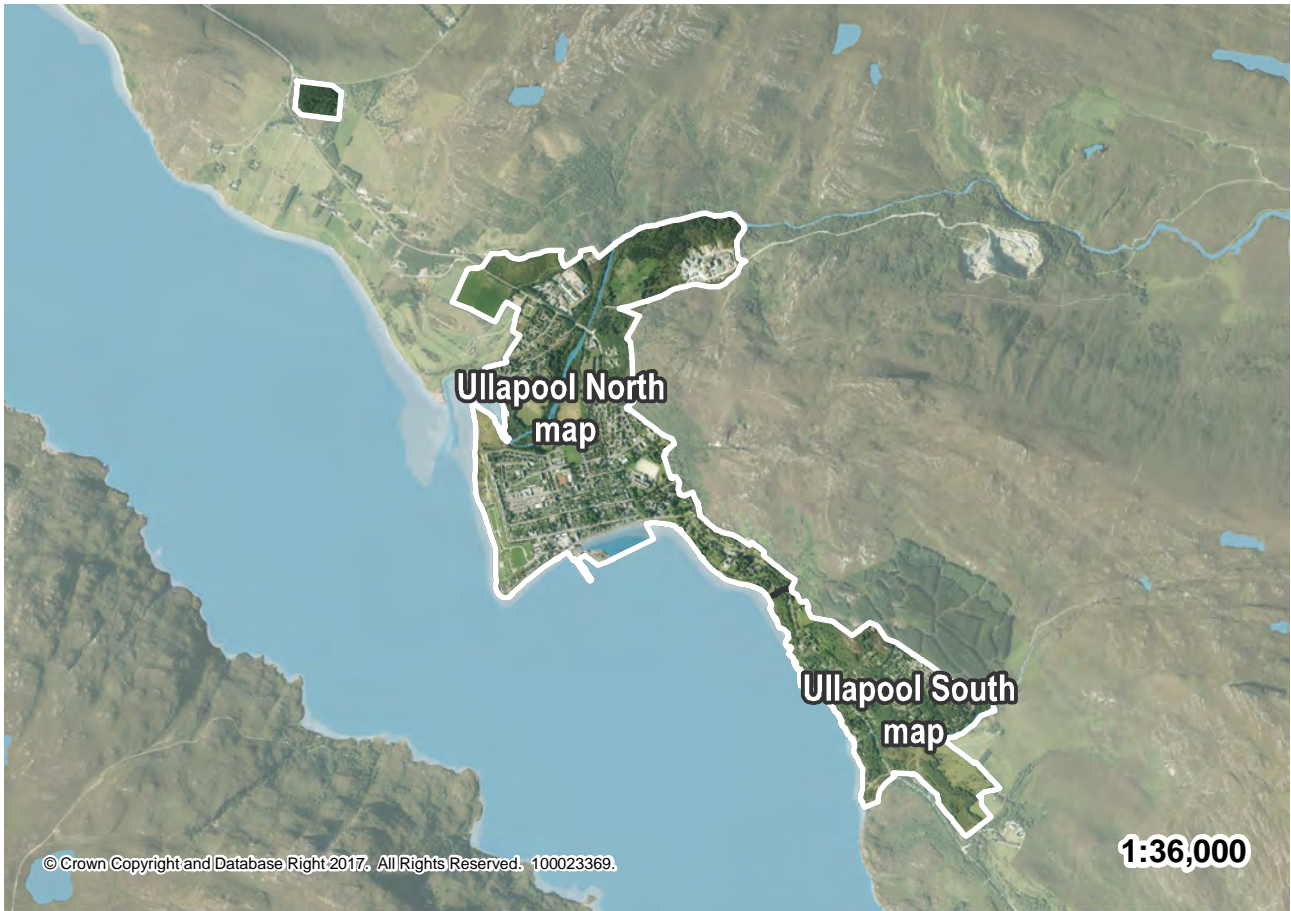 Ullapool North
map
Ullapool South
map
© Crown Copyright and Database Right 2017. All Rights Reserved. 100023369.
1:36,000